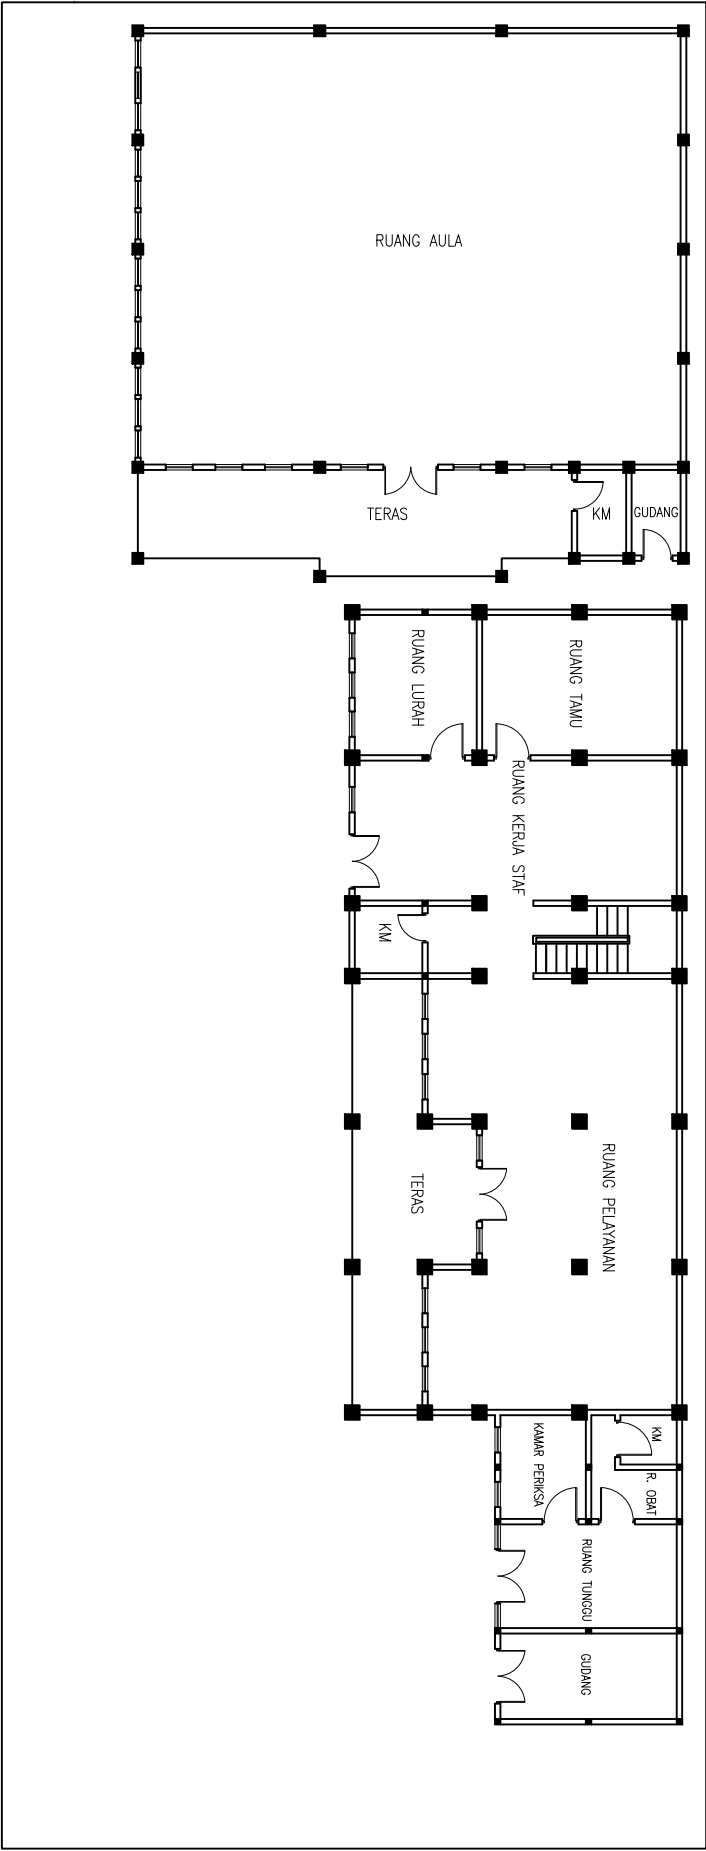 RUANG AULA
TERAS
KM
GUDANG
RUANG LURAH
RUANG TAMU
RUANG KERJA STAF
KM
TERAS
RUANG PELAYANAN
KAMAR PERIKSA
KM
R. OBAT
RUANG TUNGGU
GUDANG